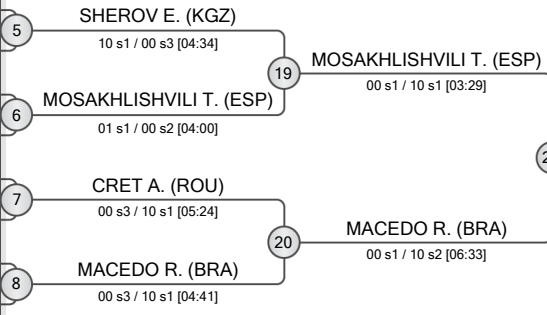 5
SHEROV E. (KGZ)
10 s1 / 00 s3 [04:34]
19
MOSAKHLISHVILI T. (ESP)
00 s1 / 10 s1 [03:29]
6
MOSAKHLISHVILI T. (ESP)
01 s1 / 00 s2 [04:00]
7
CRET A. (ROU)
00 s3 / 10 s1 [05:24]
20
MACEDO R. (BRA)
00 s1 / 10 s2 [06:33]
8
MACEDO R. (BRA)
00 s3 / 10 s1 [04:41]